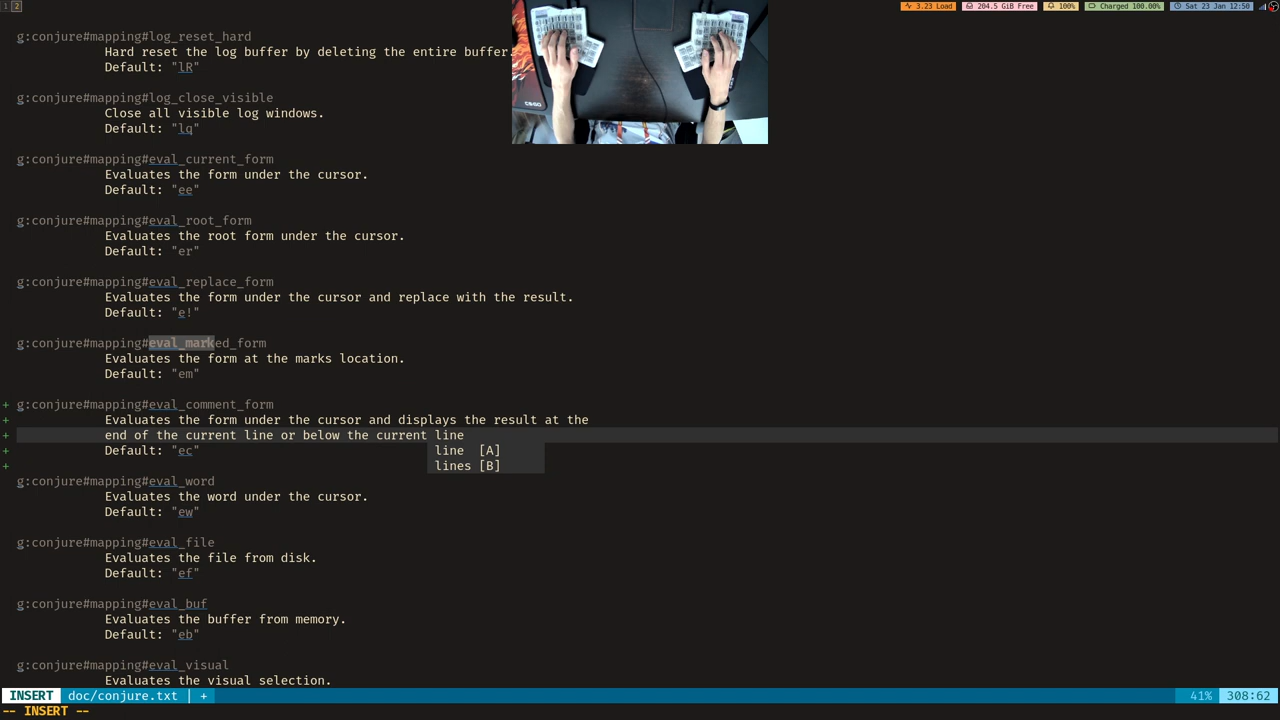 1 2
3.23 Load 204.5 GiB Free 100% Charged 100.00% Sat 23 Jan 12:50
g:conjure#mapping#log_reset_hard
Hard reset the log buffer by deleting the entire buffer
Default: "lR"
g:conjure#mapping#log_close_visible
Close all visible log windows.
Default: "lq"
g:conjure#mapping#eval_current_form
Evaluates the form under the cursor.
Default: "ee"
g:conjure#mapping#eval_root_form
Evaluates the root form under the cursor.
Default: "er"
g:conjure#mapping#eval_replace_form
Evaluates the form under the cursor and replace with the result.
Default: "e!"
g:conjure#mapping#eval_marked_form
Evaluates the form at the marks location.
Default: "em"
+ g:conjure#mapping#eval_comment_form
+ Evaluates the form under the cursor and displays the result at the
+ end of the current line or below the current line
+ Default: "ec" line [A]
+ lines [B]
g:conjure#mapping#eval_word
Evaluates the word under the cursor.
Default: "ew"
g:conjure#mapping#eval_file
Evaluates the file from disk.
Default: "ef"
g:conjure#mapping#eval_buf
Evaluates the buffer from memory.
Default: "eb"
g:conjure#mapping#eval_visual
Evaluates the visual selection.
INSERT doc/conjure.txt | + 41% 308:62
-- INSERT --